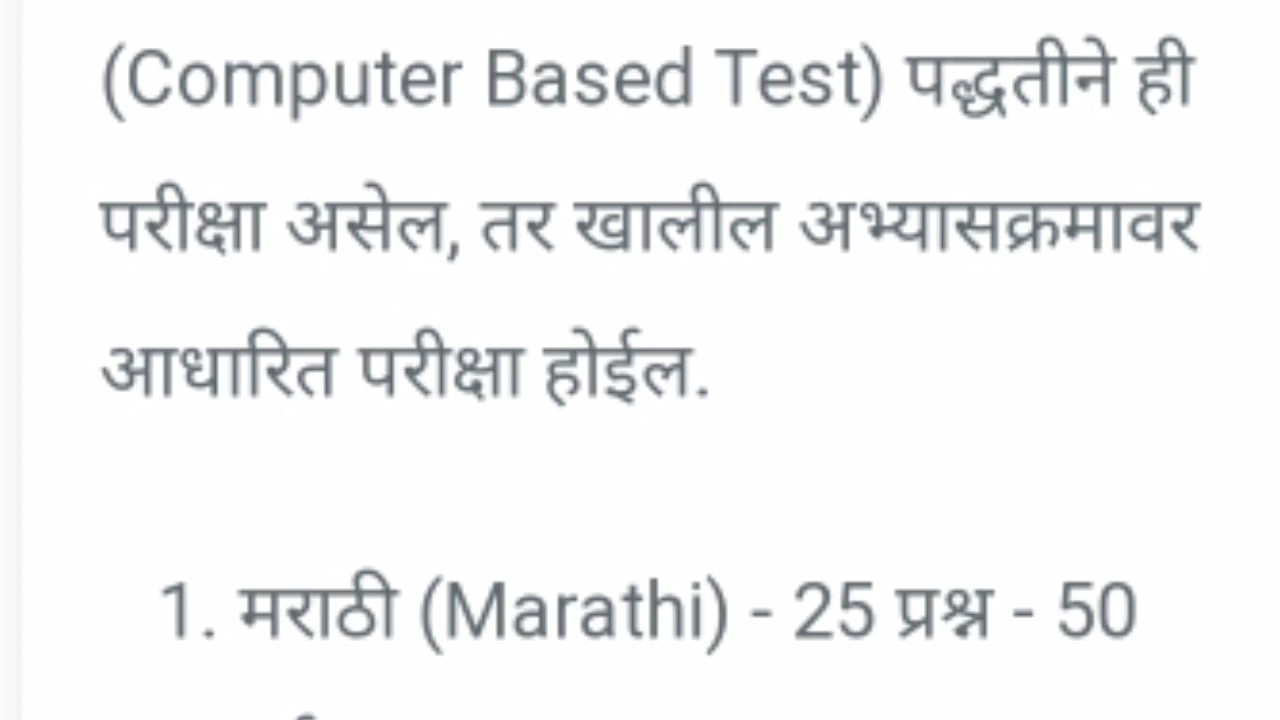 (Computer Based Test) पद्धतीने ही
परीक्षा असेल, तर खालील अभ्यासक्रमावर
आधारित परीक्षा होईल.
1. मराठी (Marathi) - 25 प्रश्न - 50